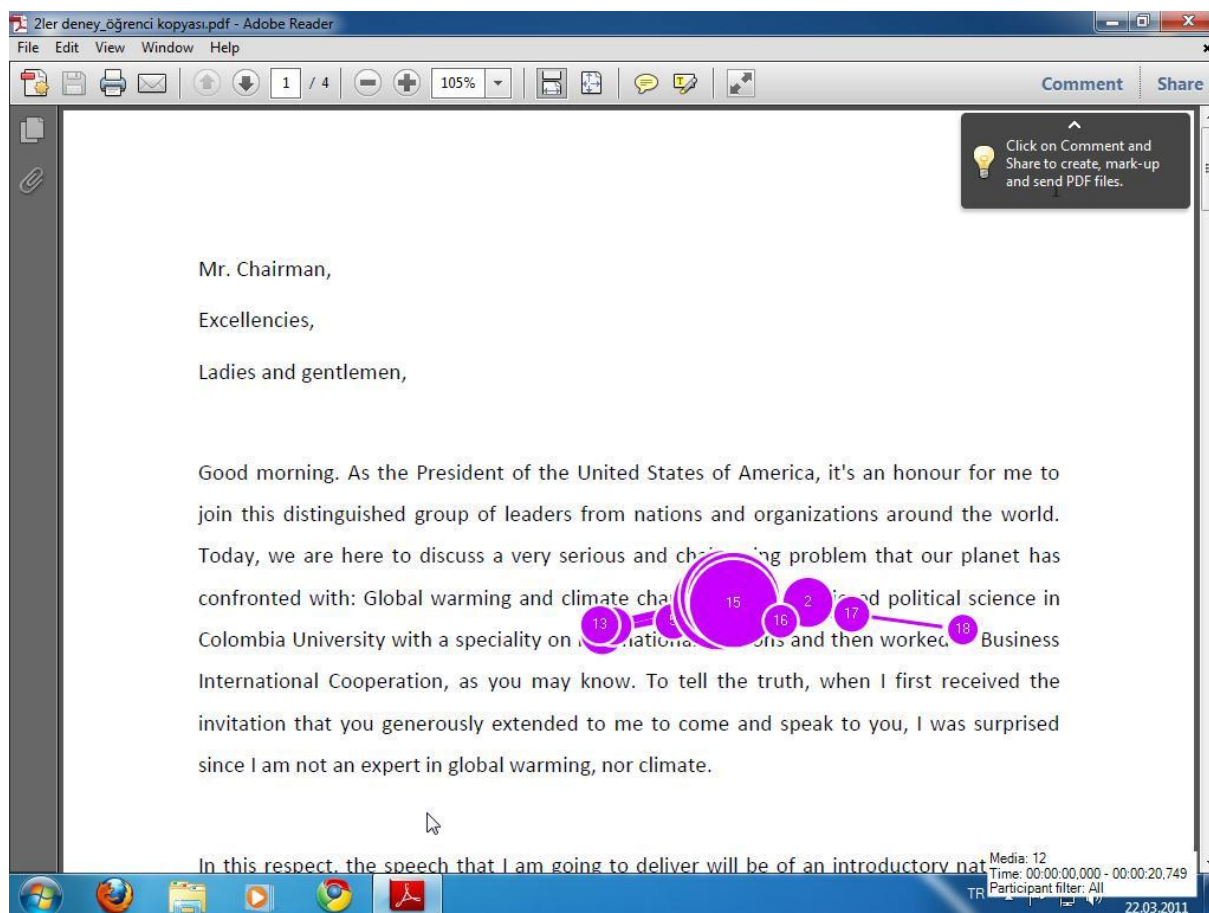 2ler deney_öğrenci kopyası.pdf - Adobe Reader
File Edit View Window Help
1 / 4 105% Comment Share
Click on Comment and
Share to create, mark-up
and send PDF files.
1
Mr. Chairman,
Excellencies,
Ladies and gentlemen,
Good morning. As the President of the United States of America, it's an honour for me to
join this distinguished group of leaders from nations and organizations around the world.
Today, we are here to discuss a very serious and problem that our planet has
confronted with: Global warming and climate political science in
Colombia University with a speciality on and then worked Business
International Cooperation, as you may know. To tell the truth, when I first received the
invitation that you generously extended to me to come and speak to you, I was surprised
since I am not an expert in global warming, nor climate.
In this respect, the speech that I am going to deliver will be of an introductory
13 15 16 2 17 18
Media: 12
Time: 00:00:00,000 - 00:00:20,749
Participant filter: All
TR
22.03.2011